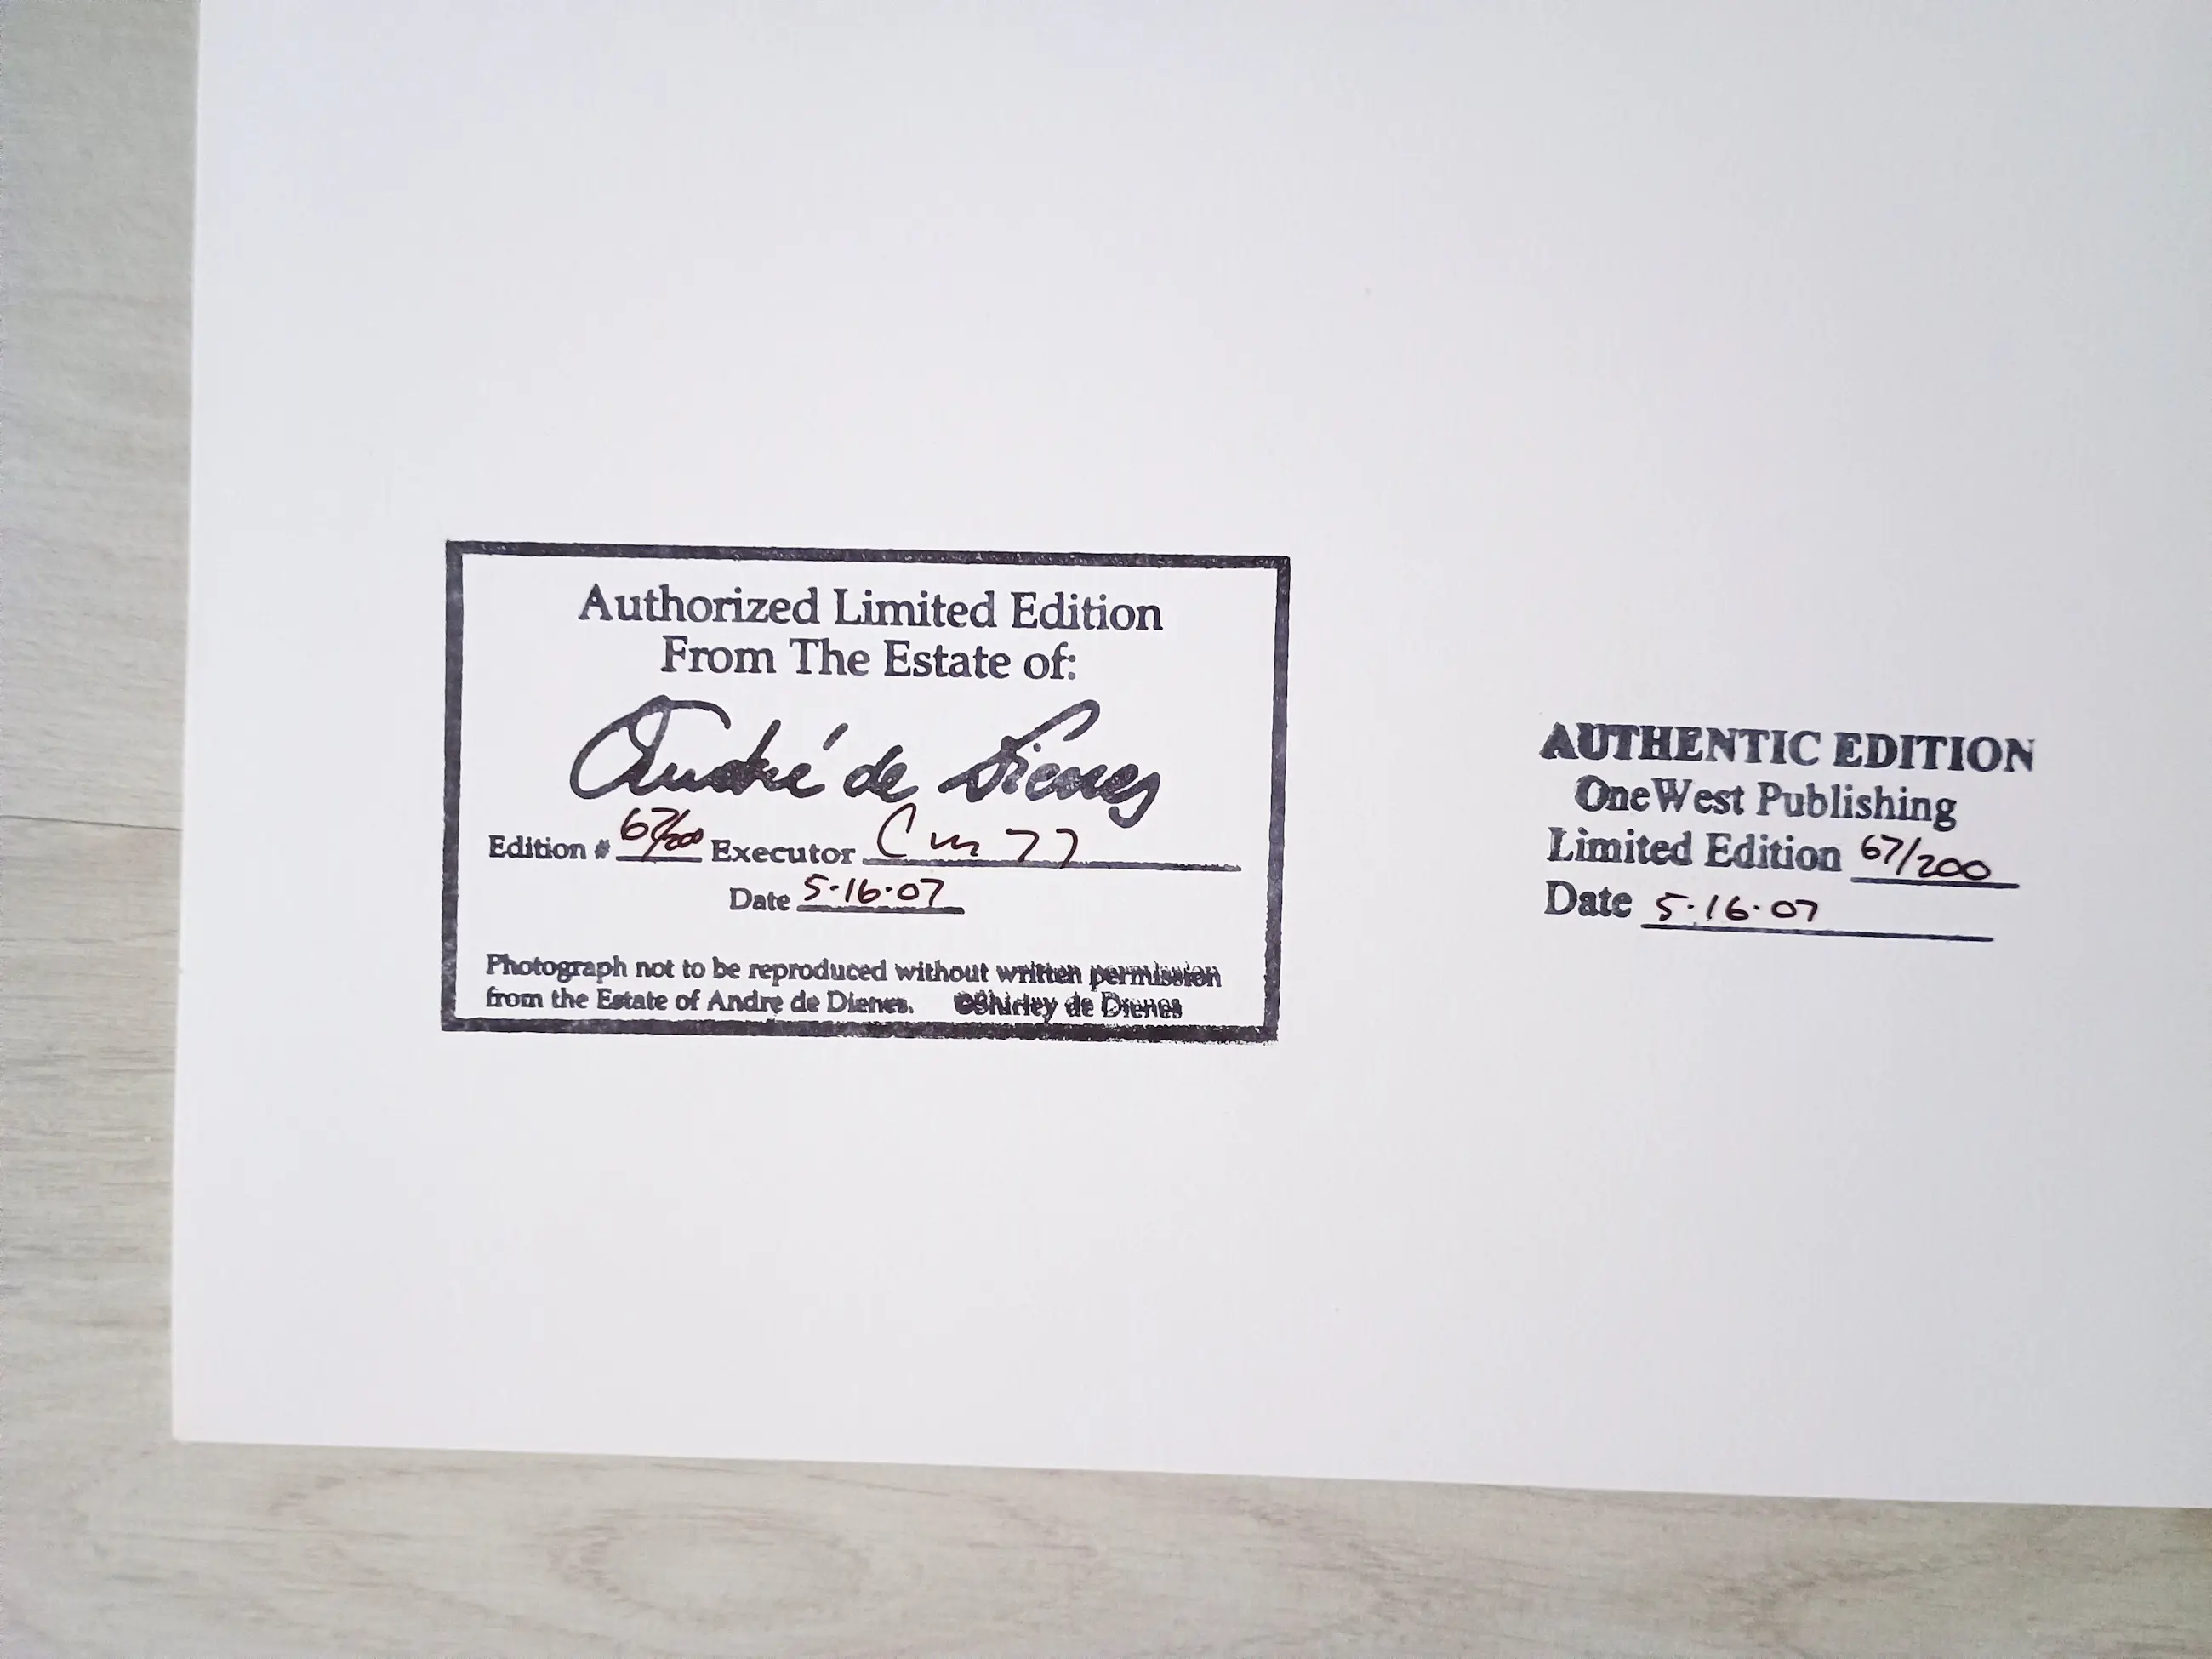 Authorized Limited Edition
From The Estate of:
André de Dienes
Edition # 67/200 Executor
Date 5·16·07
Photograph not to be reproduced without written permission
from the Estate of Andre de Dienes. ©Shirley de Dienes
AUTHENTIC EDITION
OneWest Publishing
Limited Edition 67/200
Date 5·16·07